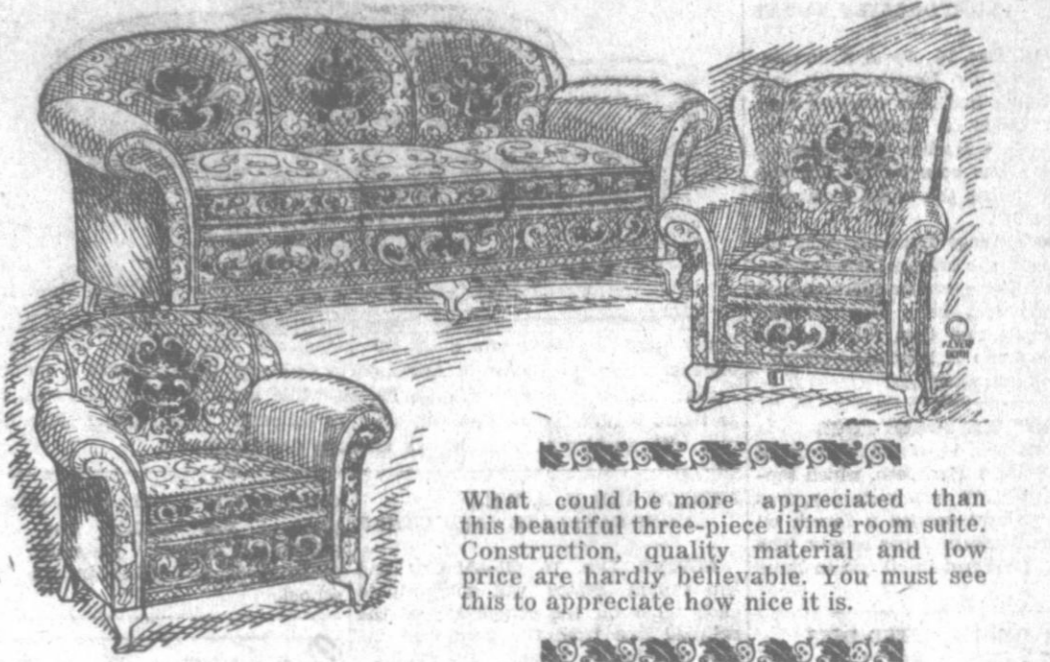 What could be more appreciated than
this beautiful three-piece living room suite.
Construction, quality material and low
price are hardly believable. You must see
this to appreciate how nice it is.